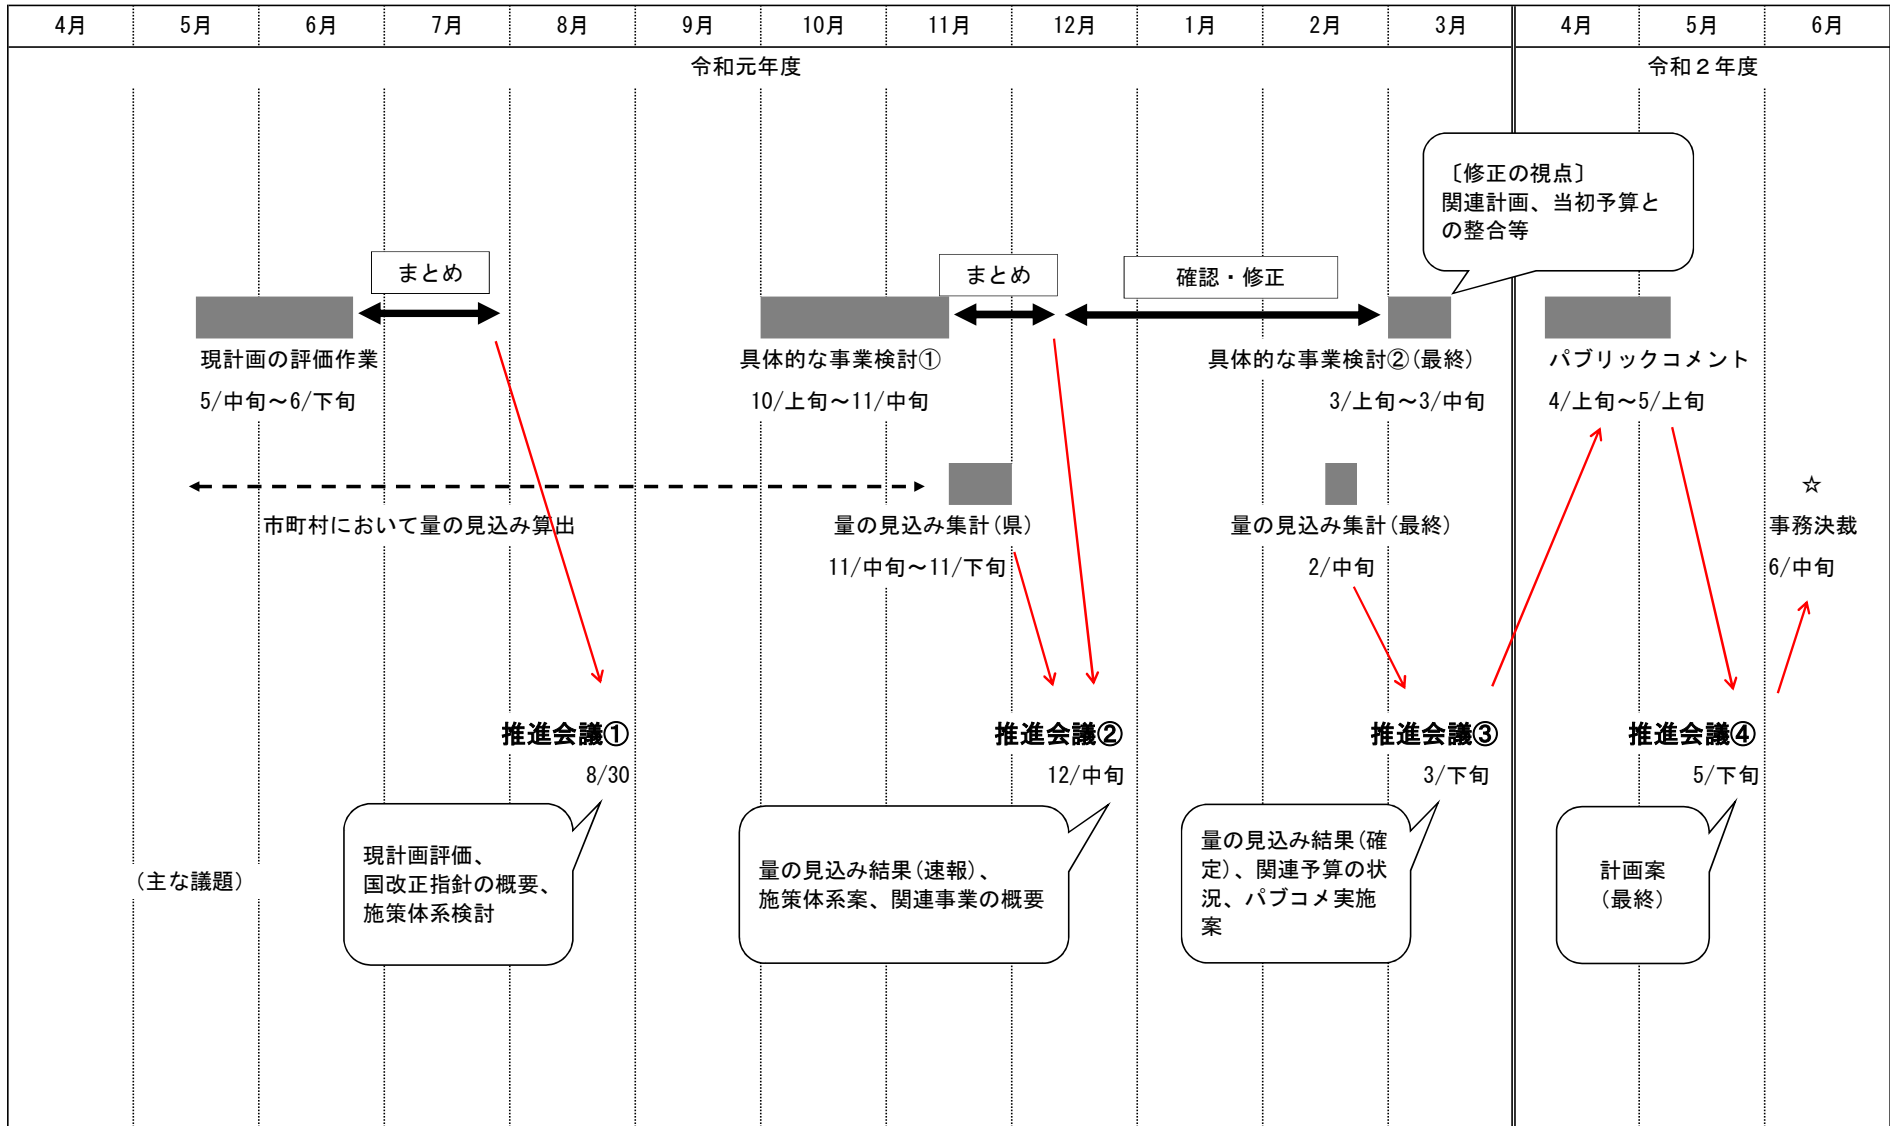 4月 5月 6月 7月 8月 9月 10月 11月 12月 1月 2月 3月 4月 5月 6月
令和元年度 令和２年度
〔修正の視点〕
関連計画、当初予算と
の整合等
まとめ まとめ 確認・修正
現計画の評価作業 具体的な事業検討① 具体的な事業検討②(最終) パブリックコメント
5/中旬～6/下旬 10/上旬～11/中旬 3/上旬～3/中旬 4/上旬～5/上旬
☆
市町村において量の見込み算出 量の見込み集計(県) 量の見込み集計(最終) 事務決裁
11/中旬～11/下旬 2/中旬 6/中旬
推進会議① 推進会議② 推進会議③ 推進会議④
8/30 12/中旬 3/下旬 5/下旬
(主な議題)
現計画評価、
国改正指針の概要、
施策体系検討
量の見込み結果(速報)、
施策体系案、関連事業の概要
量の見込み結果(確
定)、関連予算の状
況、パブコメ実施
案
計画案
(最終)